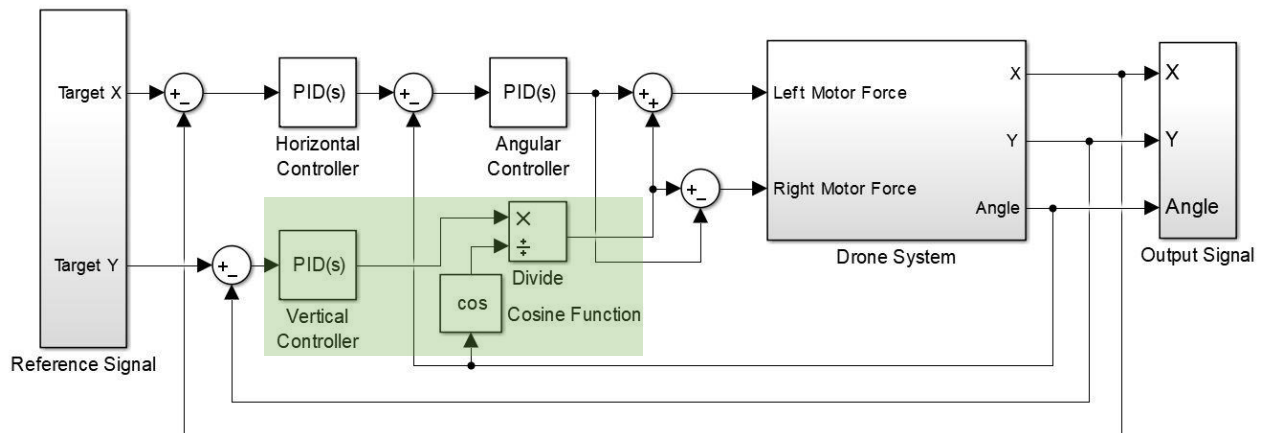 Target X
Target Y
Reference Signal
+
−
PID(s)
Horizontal
Controller
+
−
PID(s)
Angular
Controller
+
+
+
−
Left Motor Force
Right Motor Force
X
Y
Angle
Drone System
X
Y
Angle
Output Signal
+
−
PID(s)
Vertical
Controller
×
÷
Divide
cos
Cosine Function